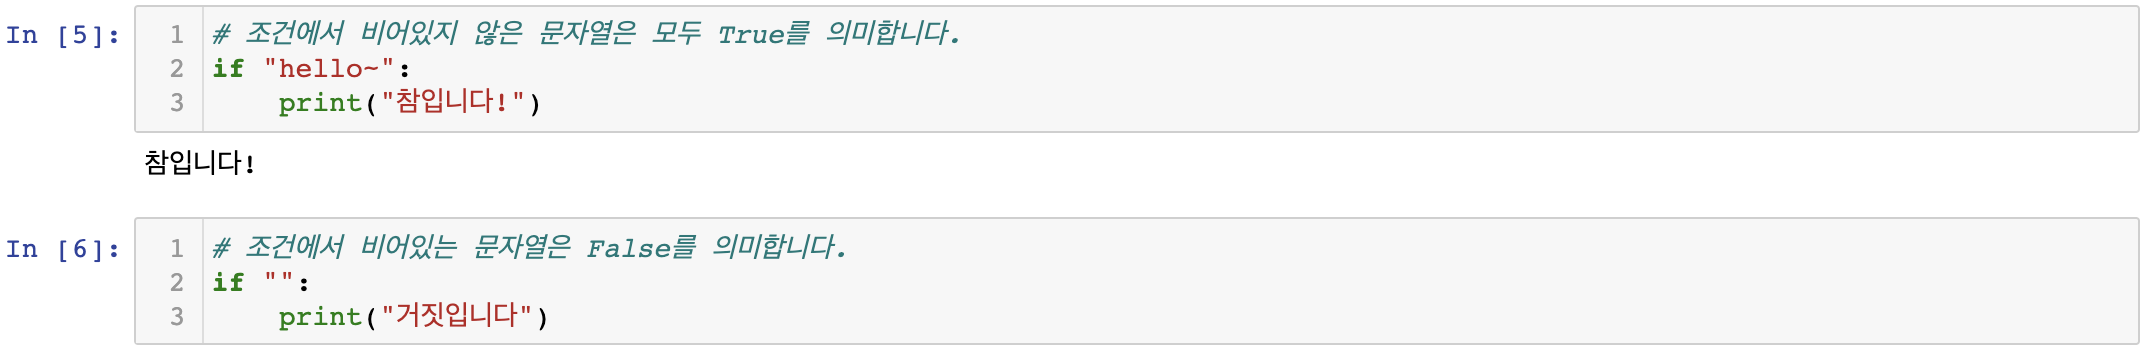 In [5]:
1 # 조건에서 비어있지 않은 문자열은 모두 True를 의미합니다.
2 if "hello~":
3     print("참입니다!")
참입니다!
In [6]:
1 # 조건에서 비어있는 문자열은 False를 의미합니다.
2 if "":
3     print("거짓입니다")